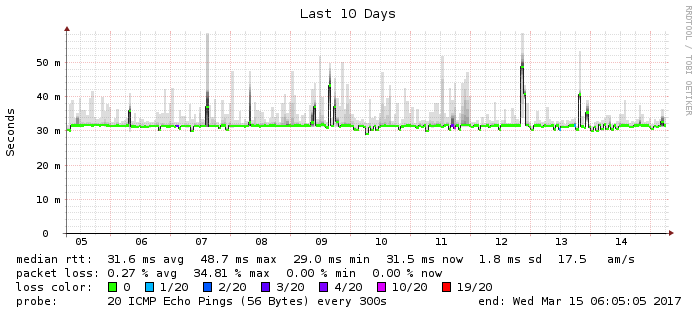 Last 10 Days
RRDTOOL / TOBI OETIKER
Seconds
50 m
40 m
30 m
20 m
10 m
0
05 06 07 08 09 10 11 12 13 14
median rtt: 31.6 ms avg 48.7 ms max 29.0 ms min 31.5 ms now 1.8 ms sd 17.5 am/s
packet loss: 0.27 % avg 34.81 % max 0.00 % min 0.00 % now
loss color: 0 1/20 2/20 3/20 4/20 10/20 19/20
probe: 20 ICMP Echo Pings (56 Bytes) every 300s end: Wed Mar 15 06:05:05 2017